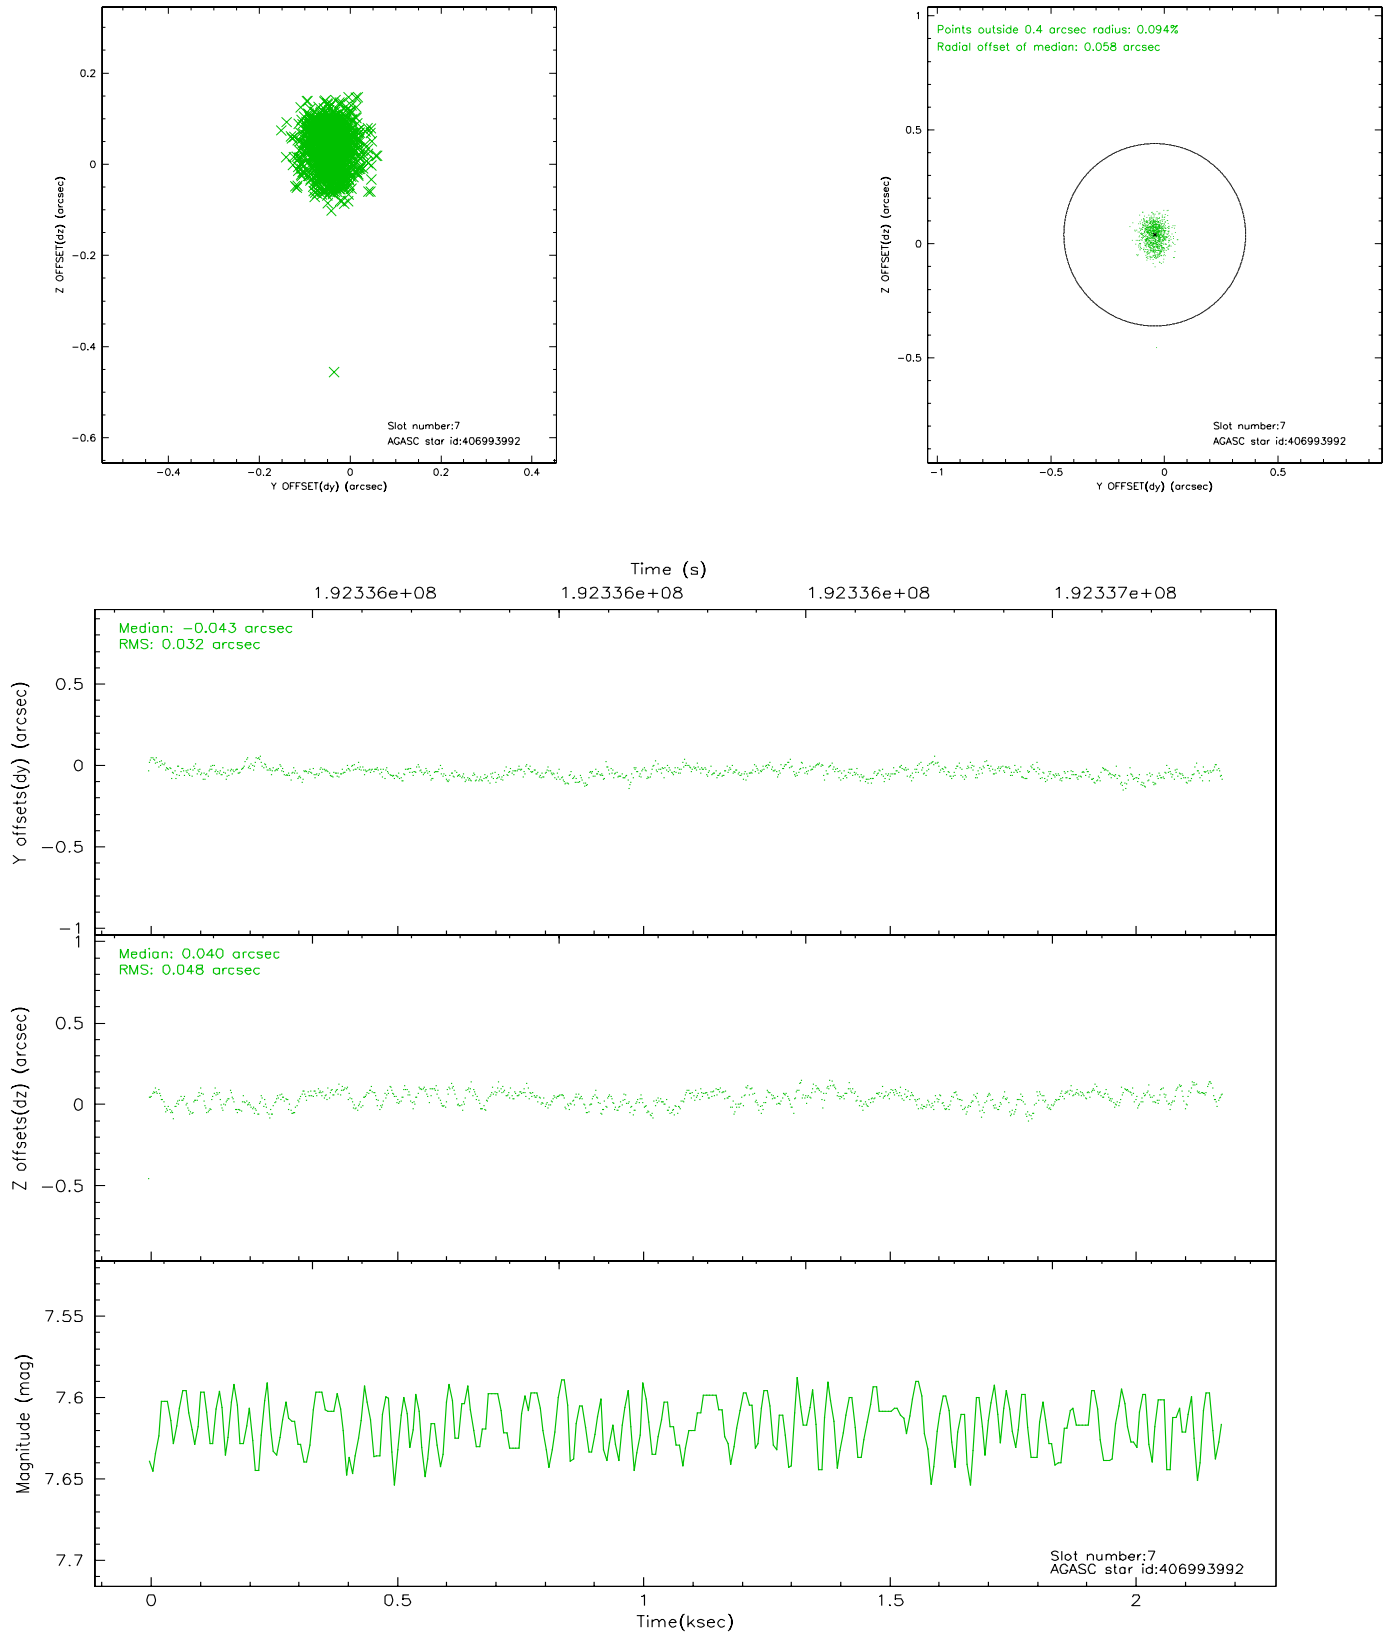 0.2
0
-0.2
-0.4
-0.6
Z OFFSET(dz) (arcsec)
Slot number:7
AGASC star id:406993992
-0.4
-0.2
0
0.2
0.4
Y OFFSET(dy) (arcsec)
Points outside 0.4 arcsec radius: 0.094%
Radial offset of median: 0.058 arcsec
1
0.5
0
-0.5
Z OFFSET(dz) (arcsec)
Slot number:7
AGASC star id:406993992
-1
-0.5
0
0.5
Y OFFSET(dy) (arcsec)
Time (s)
1.92336e+08
1.92336e+08
1.92336e+08
1.92337e+08
Median: -0.043 arcsec
RMS: 0.032 arcsec
0.5
0
-0.5
-1
Y offsets(dy) (arcsec)
Median: 0.040 arcsec
RMS: 0.048 arcsec
1
0.5
0
-0.5
Z offsets(dz) (arcsec)
7.55
7.6
7.65
7.7
Magnitude (mag)
Slot number:7
AGASC star id:406993992
0
0.5
1
1.5
2
Time(ksec)